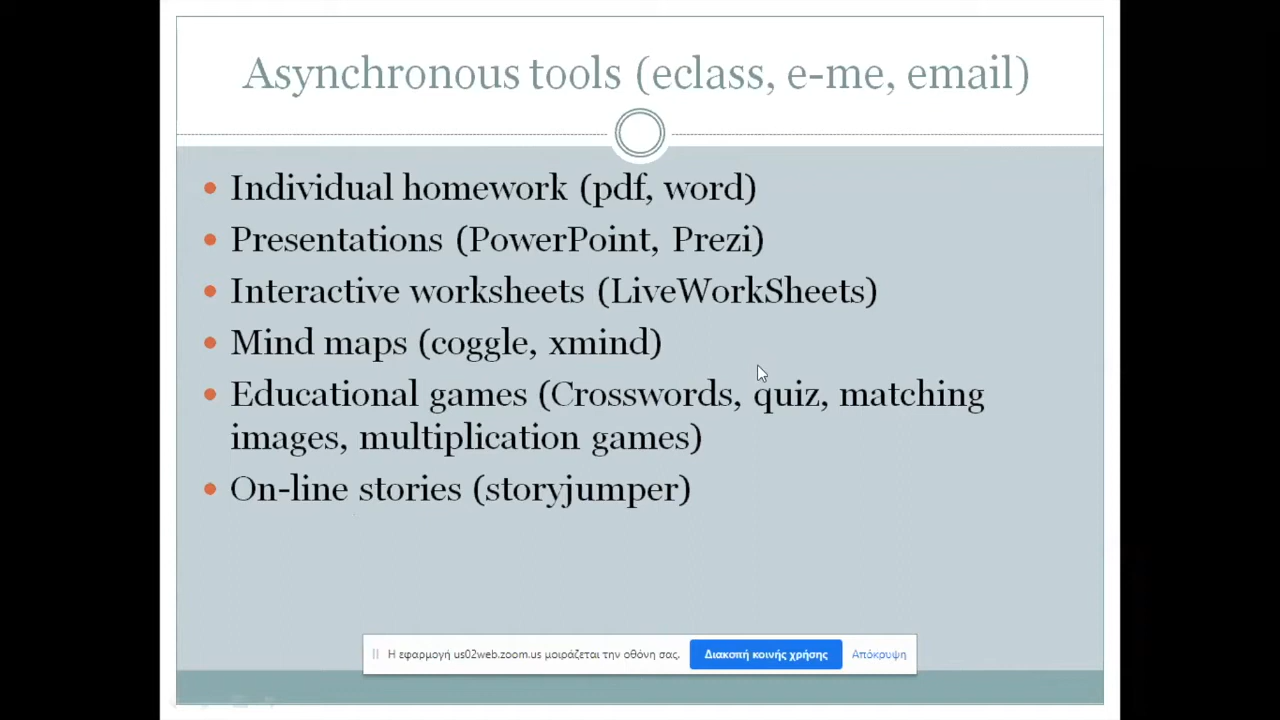 Asynchronous tools (eclass, e-me, email)
Individual homework (pdf, word)
Presentations (PowerPoint, Prezi)
Interactive worksheets (LiveWorkSheets)
Mind maps (coggle, xmind)
Educational games (Crosswords, quiz, matching
images, multiplication games)
On-line stories (storyjumper)
Η εφαρμογή us02web.zoom.us μοιράζεται την οθόνη σας. Διακοπή κοινής χρήσης Απόκρυψη